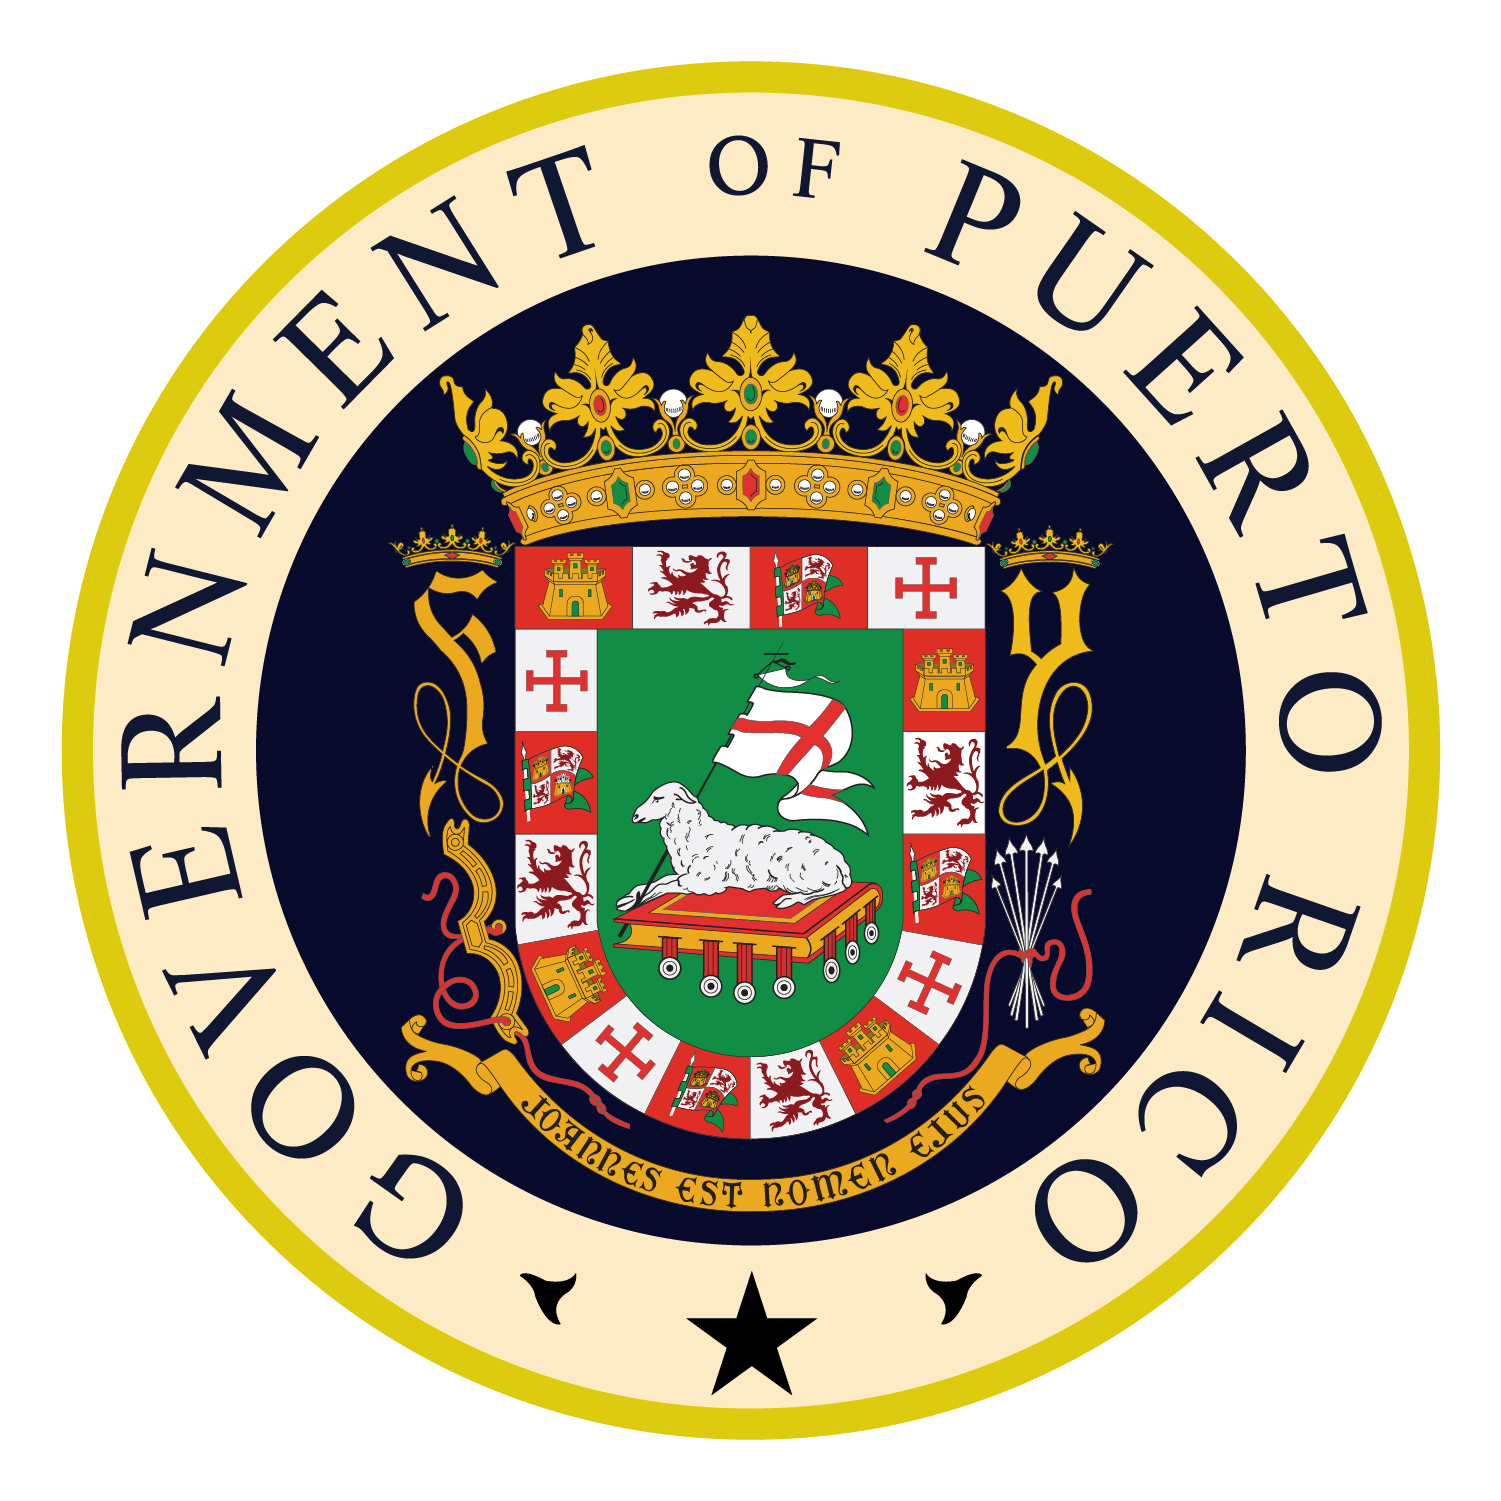 GOVERNMENT OF PUERTO RICO
F Y
JOANNES EST NOMEN EJUS